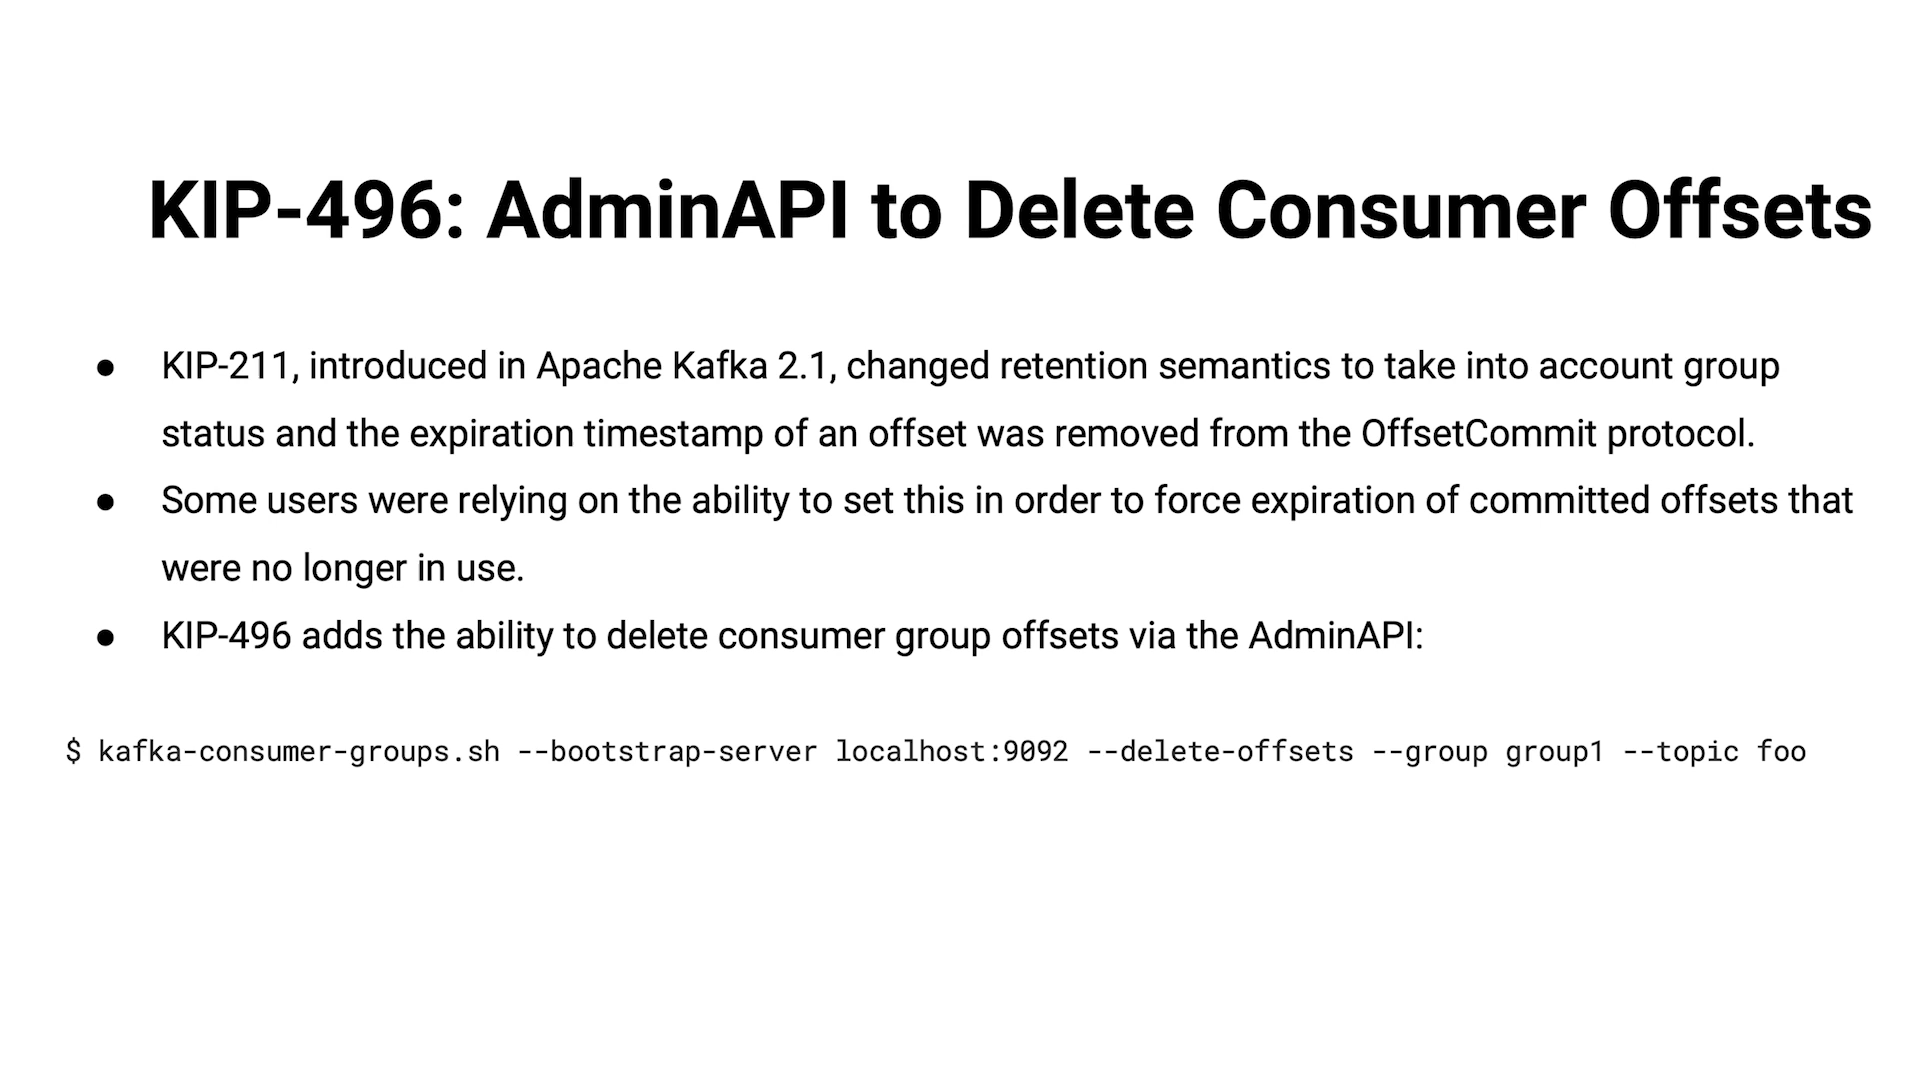 KIP-496: AdminAPI to Delete Consumer Offsets
● KIP-211, introduced in Apache Kafka 2.1, changed retention semantics to take into account group
status and the expiration timestamp of an offset was removed from the OffsetCommit protocol.
● Some users were relying on the ability to set this in order to force expiration of committed offsets that
were no longer in use.
● KIP-496 adds the ability to delete consumer group offsets via the AdminAPI:
$ kafka-consumer-groups.sh --bootstrap-server localhost:9092 --delete-offsets --group group1 --topic foo